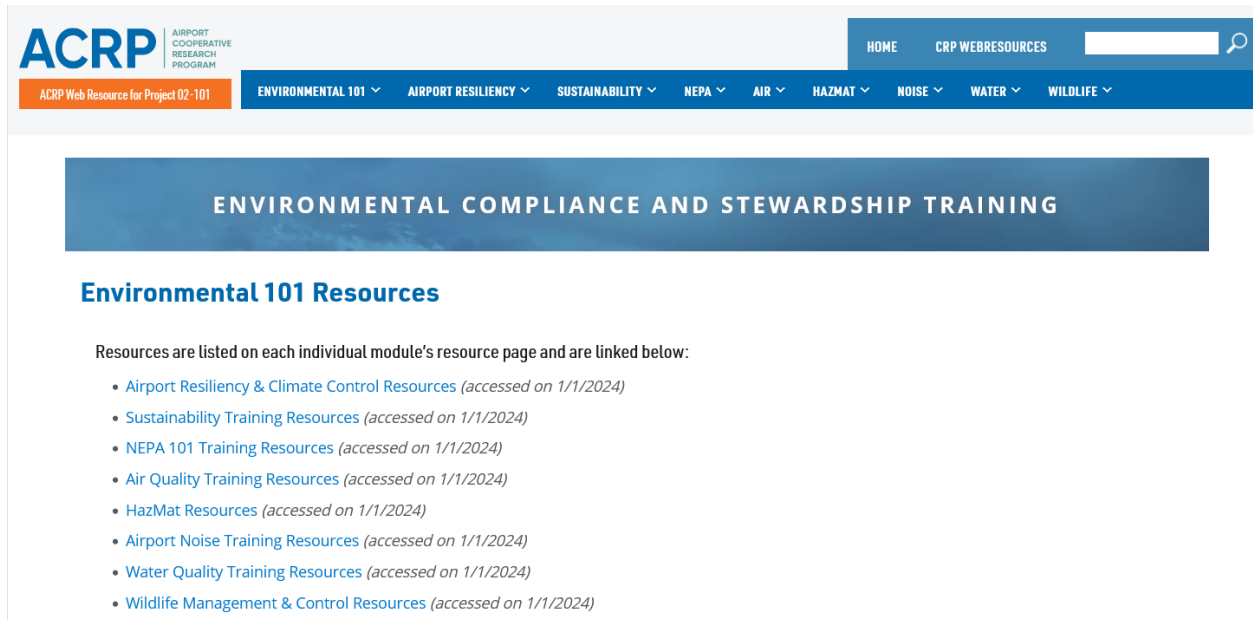 ACRP
AIRPORT
COOPERATIVE
RESEARCH
PROGRAM
HOME CRP WEBRESOURCES
ACRP Web Resource for Project 02-101
ENVIRONMENTAL 101 AIRPORT RESILIENCY SUSTAINABILITY NEPA AIR HAZMAT NOISE WATER WILDLIFE
ENVIRONMENTAL COMPLIANCE AND STEWARDSHIP TRAINING
Environmental 101 Resources
Resources are listed on each individual module's resource page and are linked below:
• Airport Resiliency & Climate Control Resources (accessed on 1/1/2024)
• Sustainability Training Resources (accessed on 1/1/2024)
• NEPA 101 Training Resources (accessed on 1/1/2024)
• Air Quality Training Resources (accessed on 1/1/2024)
• HazMat Resources (accessed on 1/1/2024)
• Airport Noise Training Resources (accessed on 1/1/2024)
• Water Quality Training Resources (accessed on 1/1/2024)
• Wildlife Management & Control Resources (accessed on 1/1/2024)